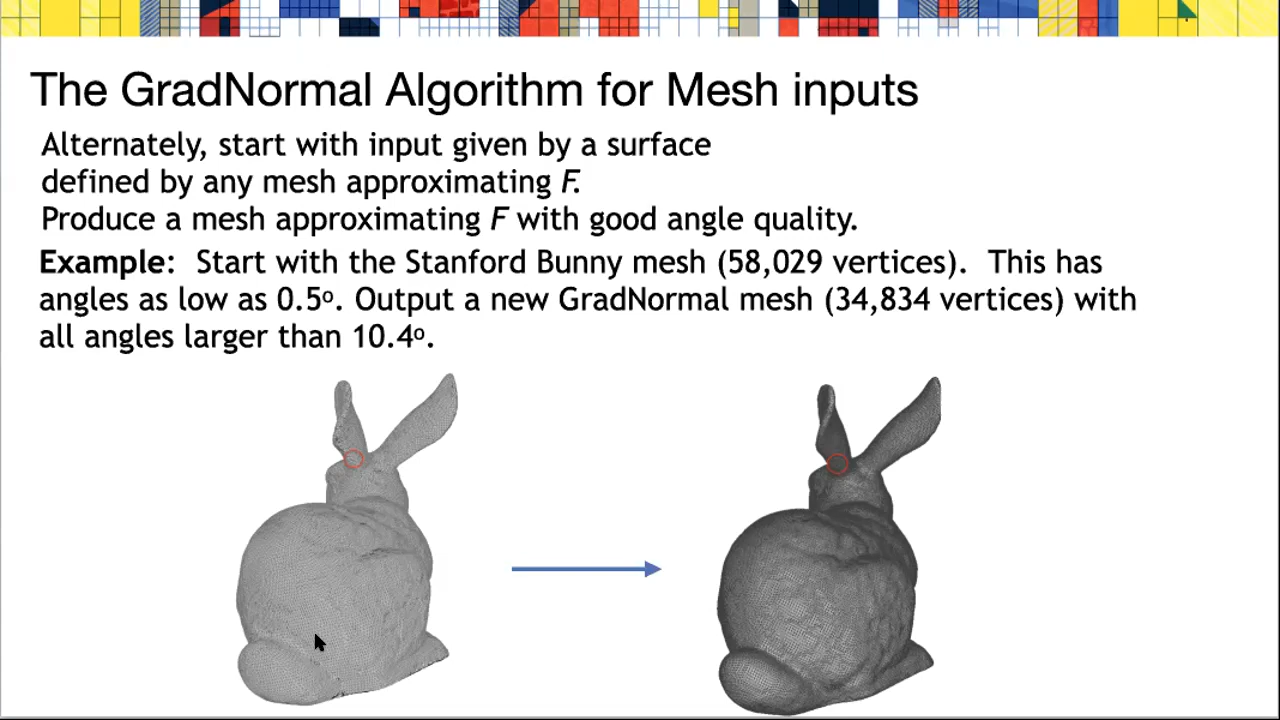 The GradNormal Algorithm for Mesh inputs
Alternately, start with input given by a surface
defined by any mesh approximating F.
Produce a mesh approximating F with good angle quality.
Example: Start with the Stanford Bunny mesh (58,029 vertices). This has
angles as low as 0.5º. Output a new GradNormal mesh (34,834 vertices) with
all angles larger than 10.4º.